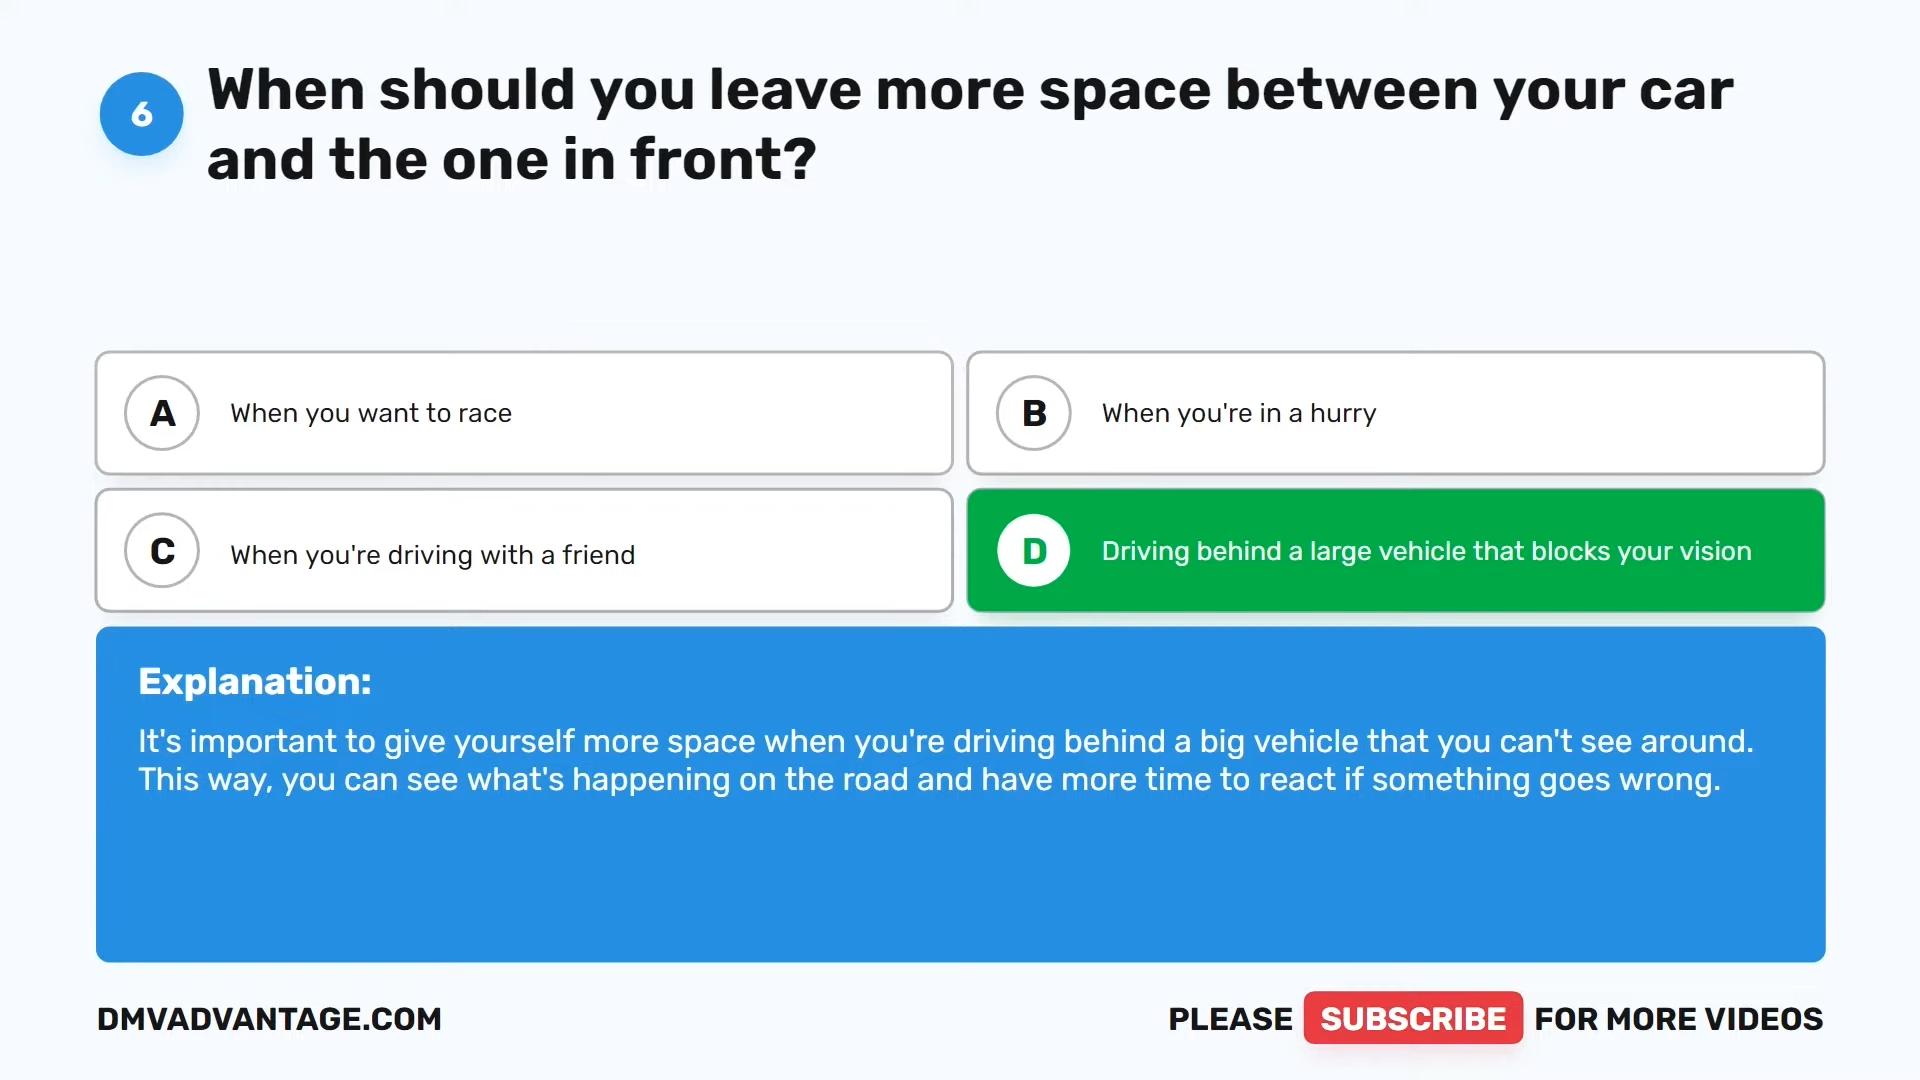 6
When should you leave more space between your car
and the one in front?
A When you want to race
B When you're in a hurry
C When you're driving with a friend
D Driving behind a large vehicle that blocks your vision
Explanation:
It's important to give yourself more space when you're driving behind a big vehicle that you can't see around.
This way, you can see what's happening on the road and have more time to react if something goes wrong.
DMVADVANTAGE.COM
PLEASE SUBSCRIBE FOR MORE VIDEOS